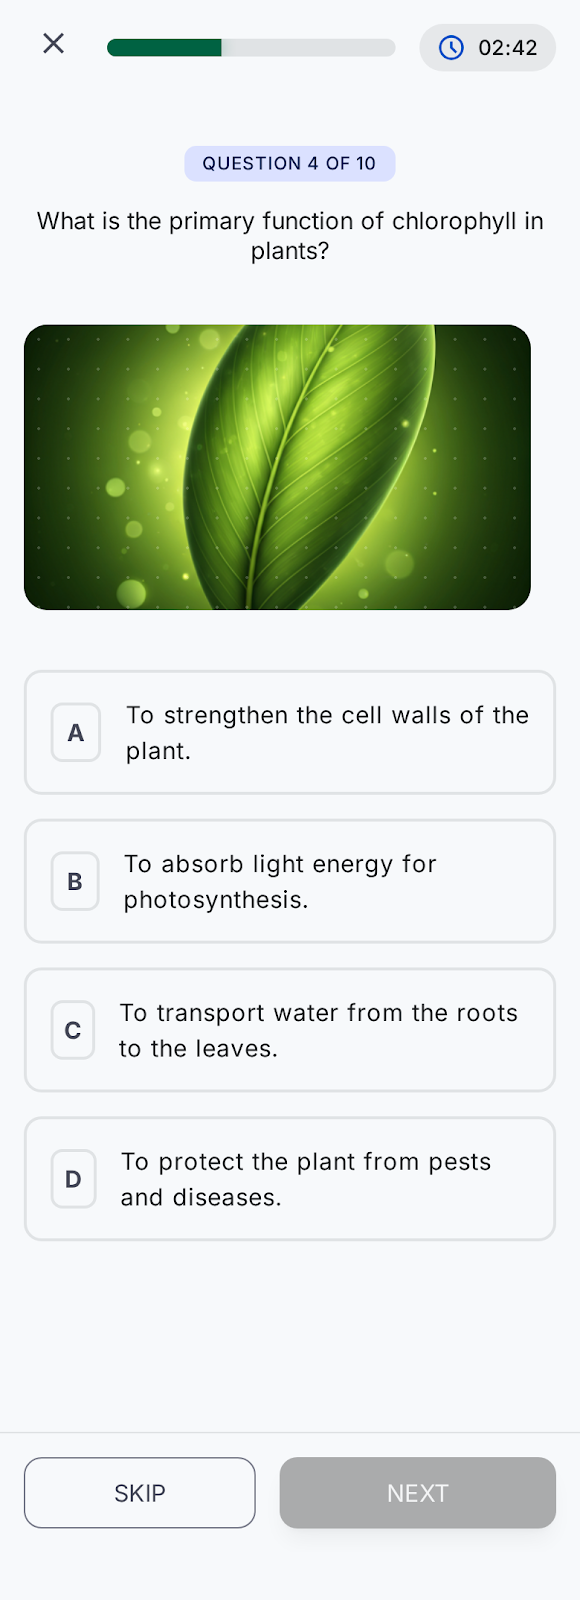 02:42
QUESTION 4 OF 10
What is the primary function of chlorophyll in
plants?
A
To strengthen the cell walls of the
plant.
B
To absorb light energy for
photosynthesis.
C
To transport water from the roots
to the leaves.
D
To protect the plant from pests
and diseases.
SKIP
NEXT